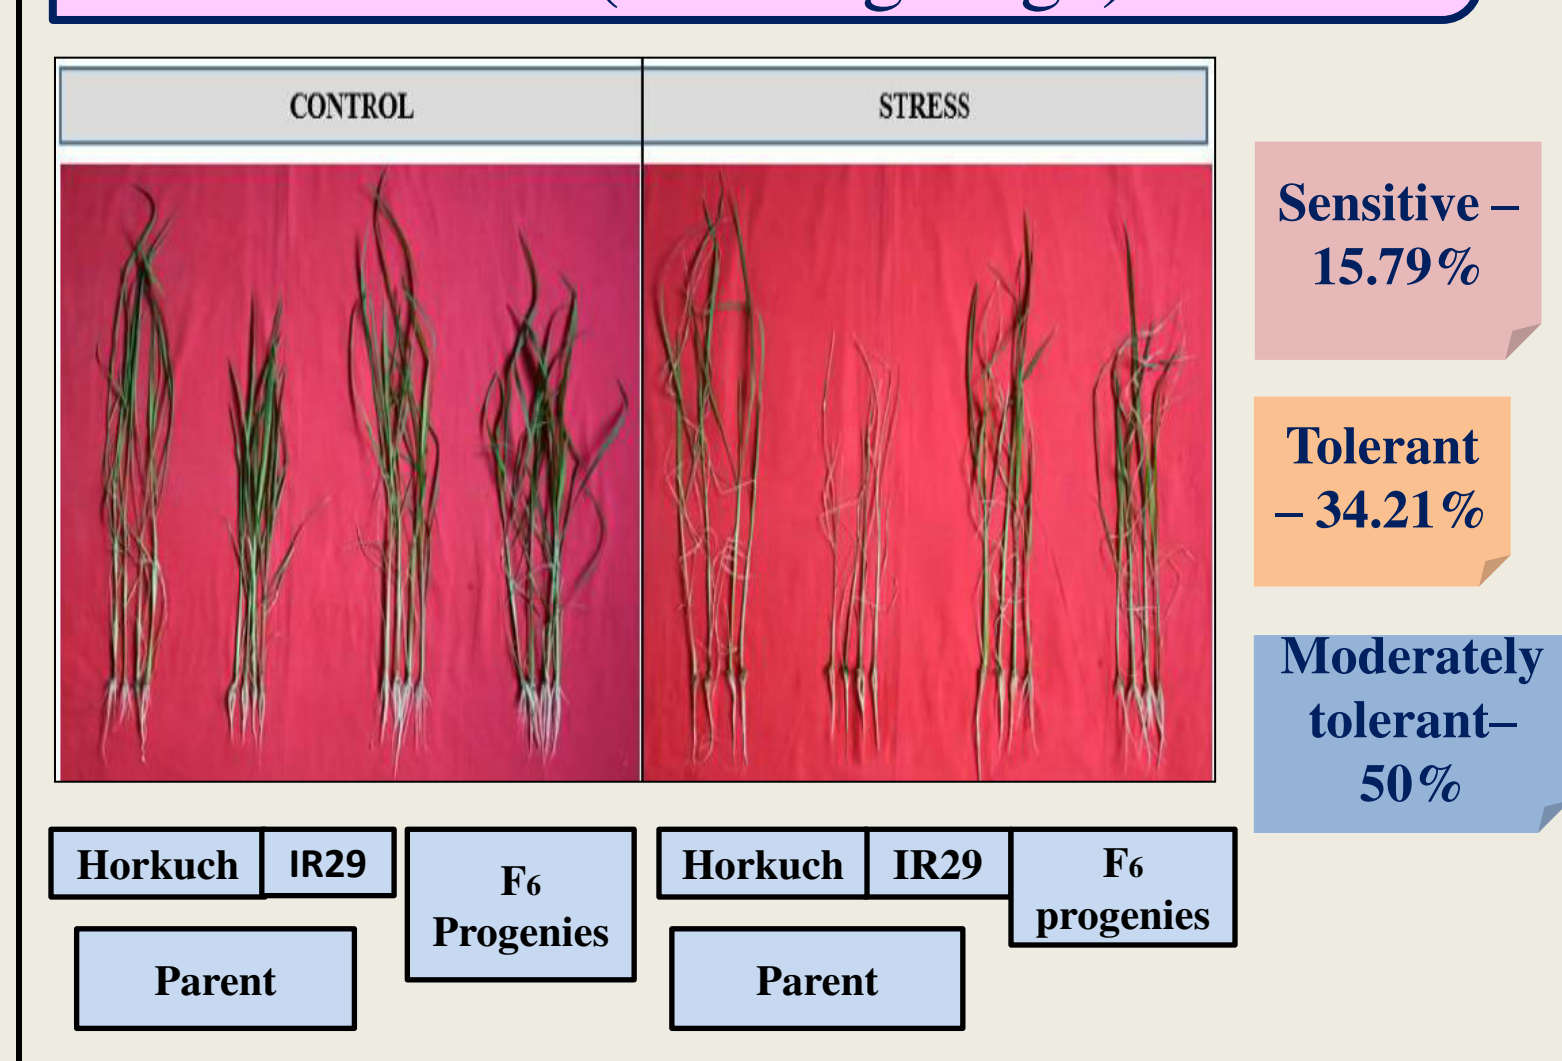 CONTROL
STRESS
Sensitive –
15.79%
Tolerant
– 34.21%
Moderately
tolerant–
50%
Horkuch
IR29
F6
Progenies
Parent
Horkuch
IR29
F6
progenies
Parent